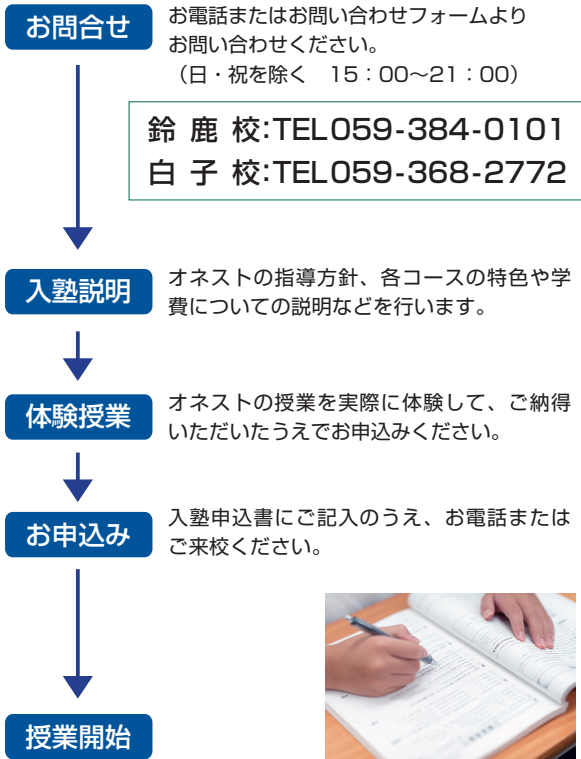 お問合せ
お電話またはお問い合わせフォームより
お問い合わせください。
（日・祝を除く　15：00〜21：00）
鈴 鹿 校:TEL059-384-0101
白 子 校:TEL059-368-2772
入塾説明
オネストの指導方針、各コースの特色や学
費についての説明などを行います。
体験授業
オネストの授業を実際に体験して、ご納得
いただいたうえでお申込みください。
お申込み
入塾申込書にご記入のうえ、お電話または
ご来校ください。
授業開始